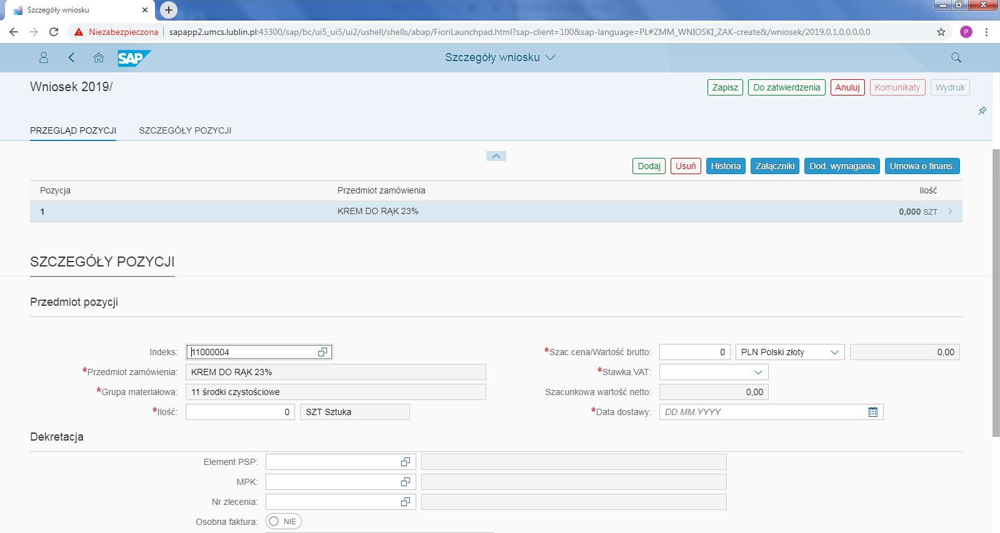 Szczegóły wniosku
Niezabezpieczona sapapp2.umcs.lublin.pl:43300/sap/bc/ui5_ui5/ui2/ushell/shells/abap/FioriLaunchpad.html?sap-client=100&sap-language=PL#ZMM_WNIOSKI_ZAK-create&/wniosek/2019,0,1,0,0,0,0,0 P
SAP Szczegóły wniosku
Wniosek 2019/ Zapisz Do zatwierdzenia Anuluj Komunikaty Wydruk
PRZEGLĄD POZYCJI SZCZEGÓŁY POZYCJI
Dodaj Usuń Historia Załączniki Dod. wymagania Umowa o finans.
Pozycja Przedmiot zamówienia Ilość
1 KREM DO RĄK 23% 0,000 SZT
SZCZEGÓŁY POZYCJI
Przedmiot pozycji
Indeks: 11000004 *Szac.cena/Wartość brutto: 0 PLN Polski złoty 0,00
*Przedmiot zamówienia: KREM DO RĄK 23% *Stawka.VAT:
*Grupa materiałowa: 11 środki czystościowe Szacunkowa wartość netto: 0,00
*Ilość: 0 SZT Sztuka *Data dostawy: DD.MM.YYYY
Dekretacja
Element PSP:
MPK:
Nr zlecenia:
Osobna faktura: NIE